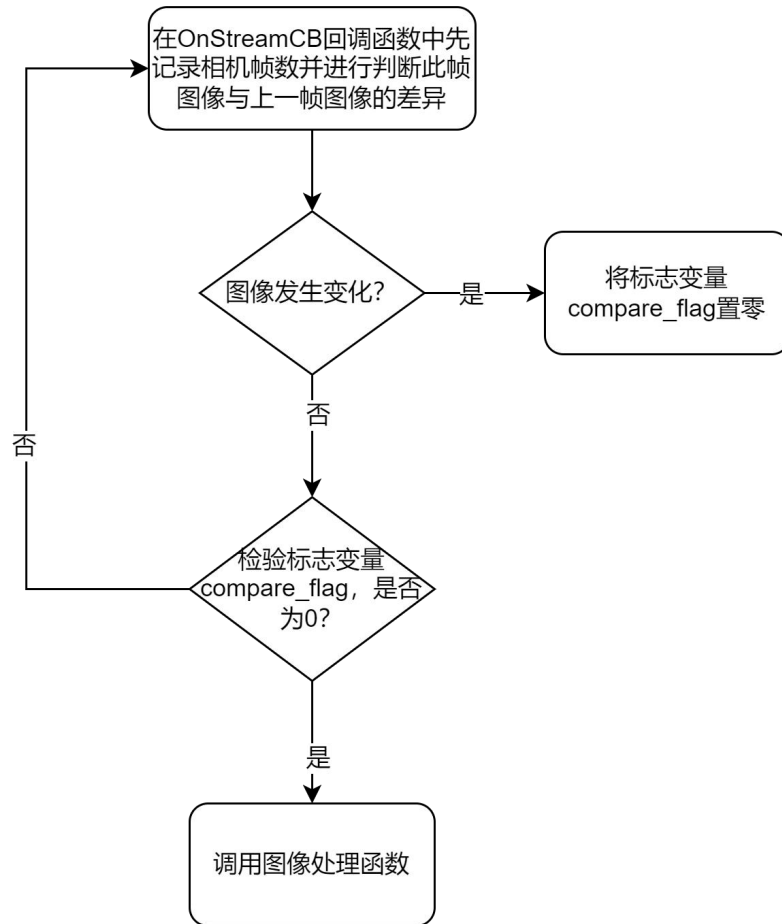 在OnStreamCB回调函数中先
记录相机帧数并进行判断此帧
图像与上一帧图像的差异
图像发生变化？
是
将标志变量
compare_flag置零
否
否
检验标志变量
compare_flag，是否
为0？
是
调用图像处理函数